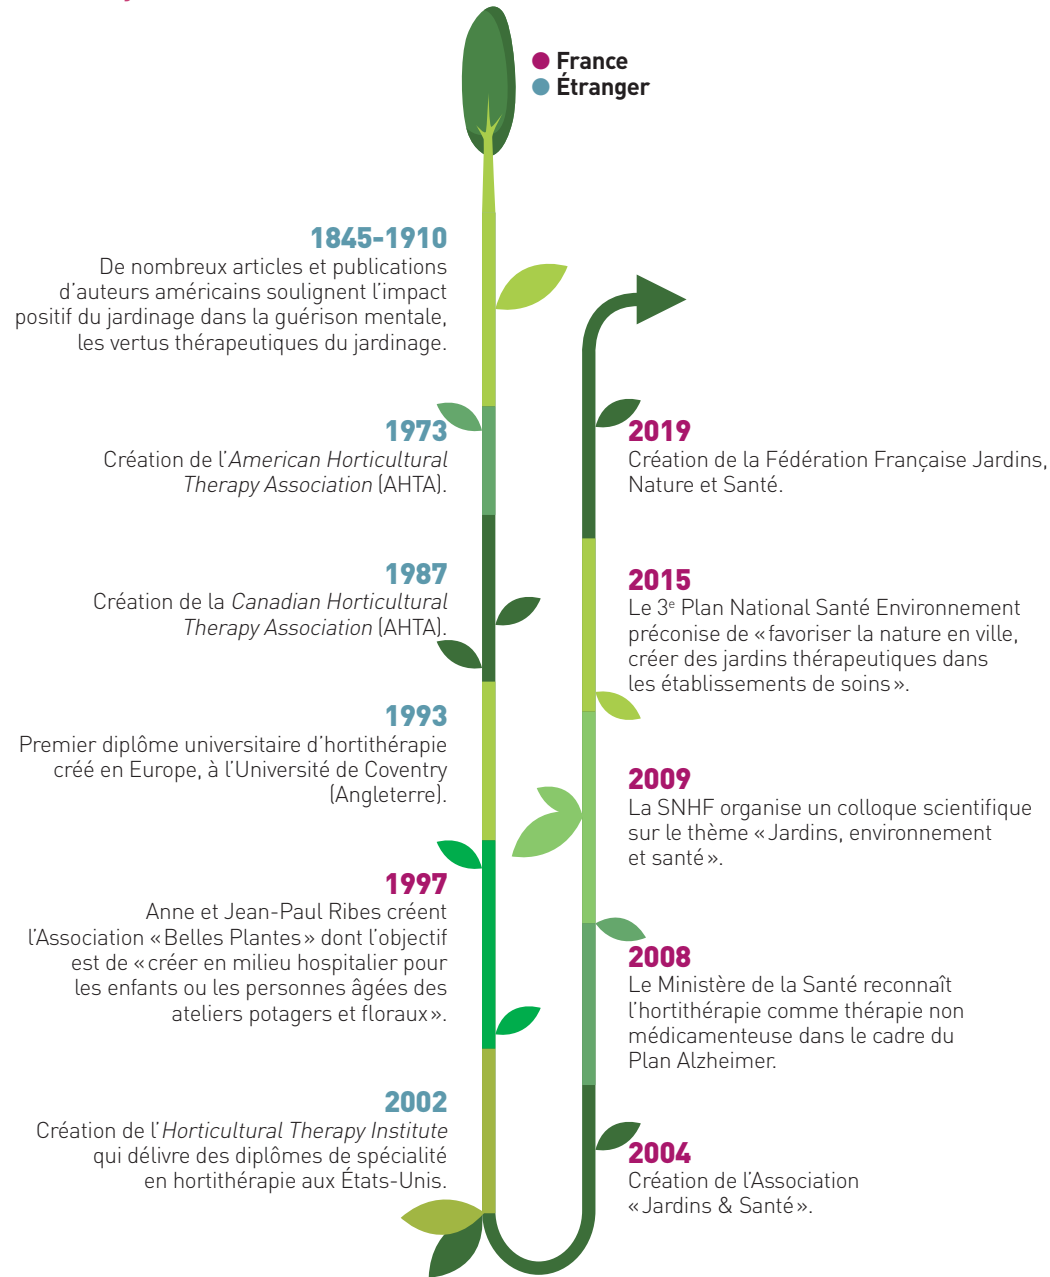 France
Étranger
1845-1910
De nombreux articles et publications
d'auteurs américains soulignent l'impact
positif du jardinage dans la guérison mentale,
les vertus thérapeutiques du jardinage.
1973
Création de l'American Horticultural
Therapy Association (AHTA).
1987
Création de la Canadian Horticultural
Therapy Association (AHTA).
1993
Premier diplôme universitaire d'hortithérapie
créé en Europe, à l'Université de Coventry
(Angleterre).
1997
Anne et Jean-Paul Ribes créent
l'Association «Belles Plantes» dont l'objectif
est de «créer en milieu hospitalier pour
les enfants ou les personnes âgées des
ateliers potagers et floraux».
2002
Création de l'Horticultural Therapy Institute
qui délivre des diplômes de spécialité
en hortithérapie aux États-Unis.
2004
Création de l'Association
«Jardins & Santé».
2008
Le Ministère de la Santé reconnaît
l'hortithérapie comme thérapie non
médicamenteuse dans le cadre du
Plan Alzheimer.
2009
La SNHF organise un colloque scientifique
sur le thème «Jardins, environnement
et santé».
2015
Le 3e Plan National Santé Environnement
préconise de «favoriser la nature en ville,
créer des jardins thérapeutiques dans
les établissements de soins».
2019
Création de la Fédération Française Jardins,
Nature et Santé.